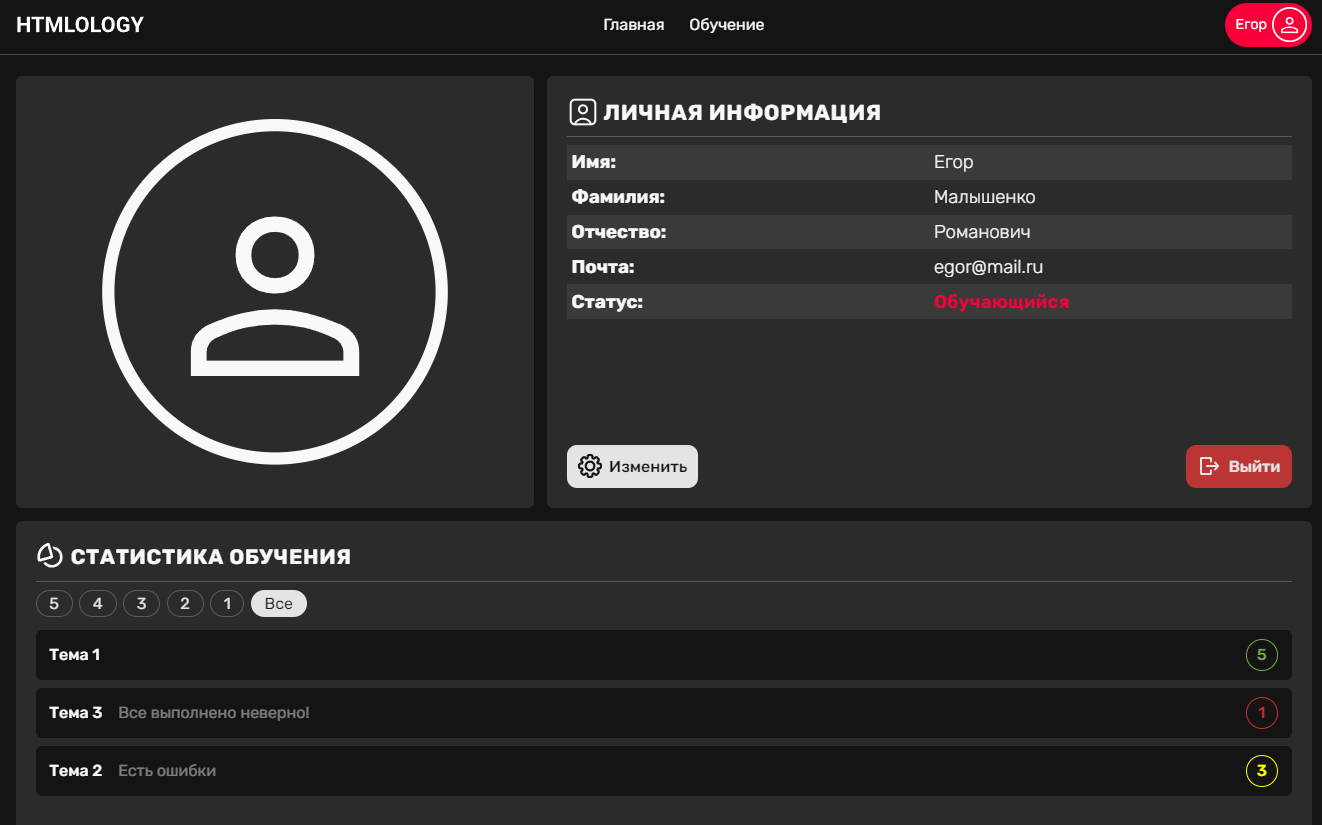 HTMLOLOGY Главная Обучение Егор
ЛИЧНАЯ ИНФОРМАЦИЯ
Имя: Егор
Фамилия: Малышенко
Отчество: Романович
Почта: egor@mail.ru
Статус: Обучающийся
Изменить Выйти
СТАТИСТИКА ОБУЧЕНИЯ
5 4 3 2 1 Все
Тема 1 5
Тема 3 Все выполнено неверно! 1
Тема 2 Есть ошибки 3